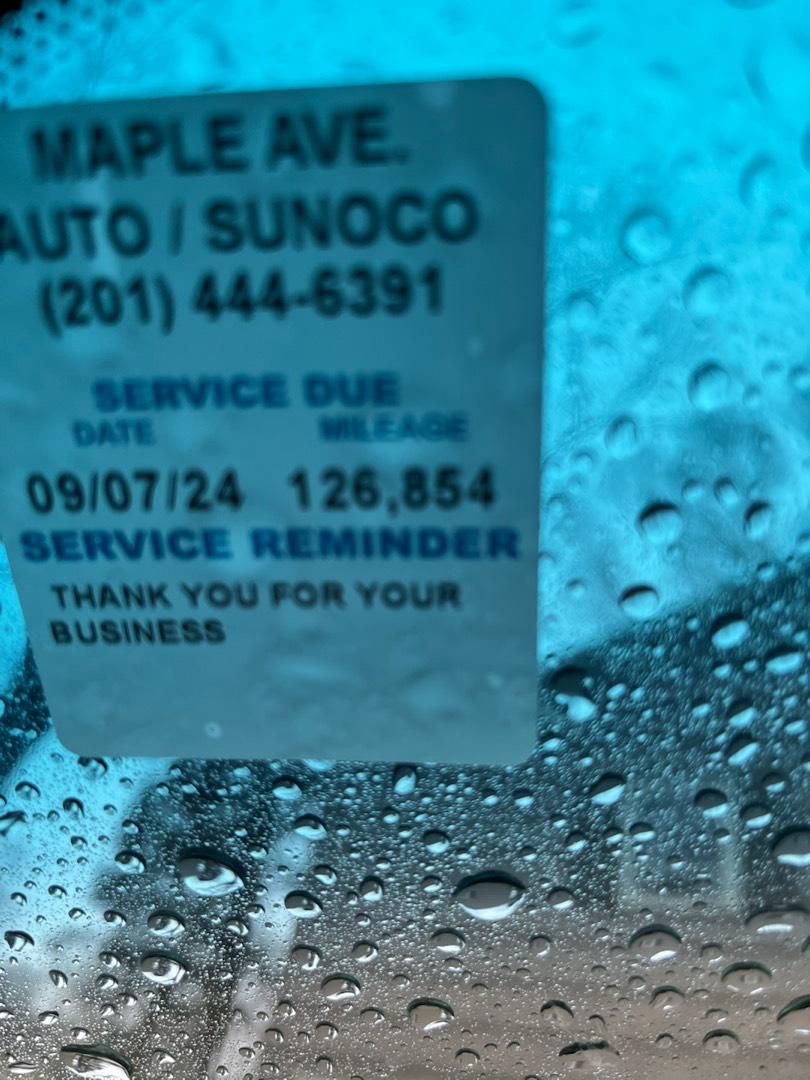 MAPLE AVE.
AUTO / SUNOCO
(201) 444-6391
SERVICE DUE
DATE MILEAGE
09/07/24 126,854
SERVICE REMINDER
THANK YOU FOR YOUR
BUSINESS